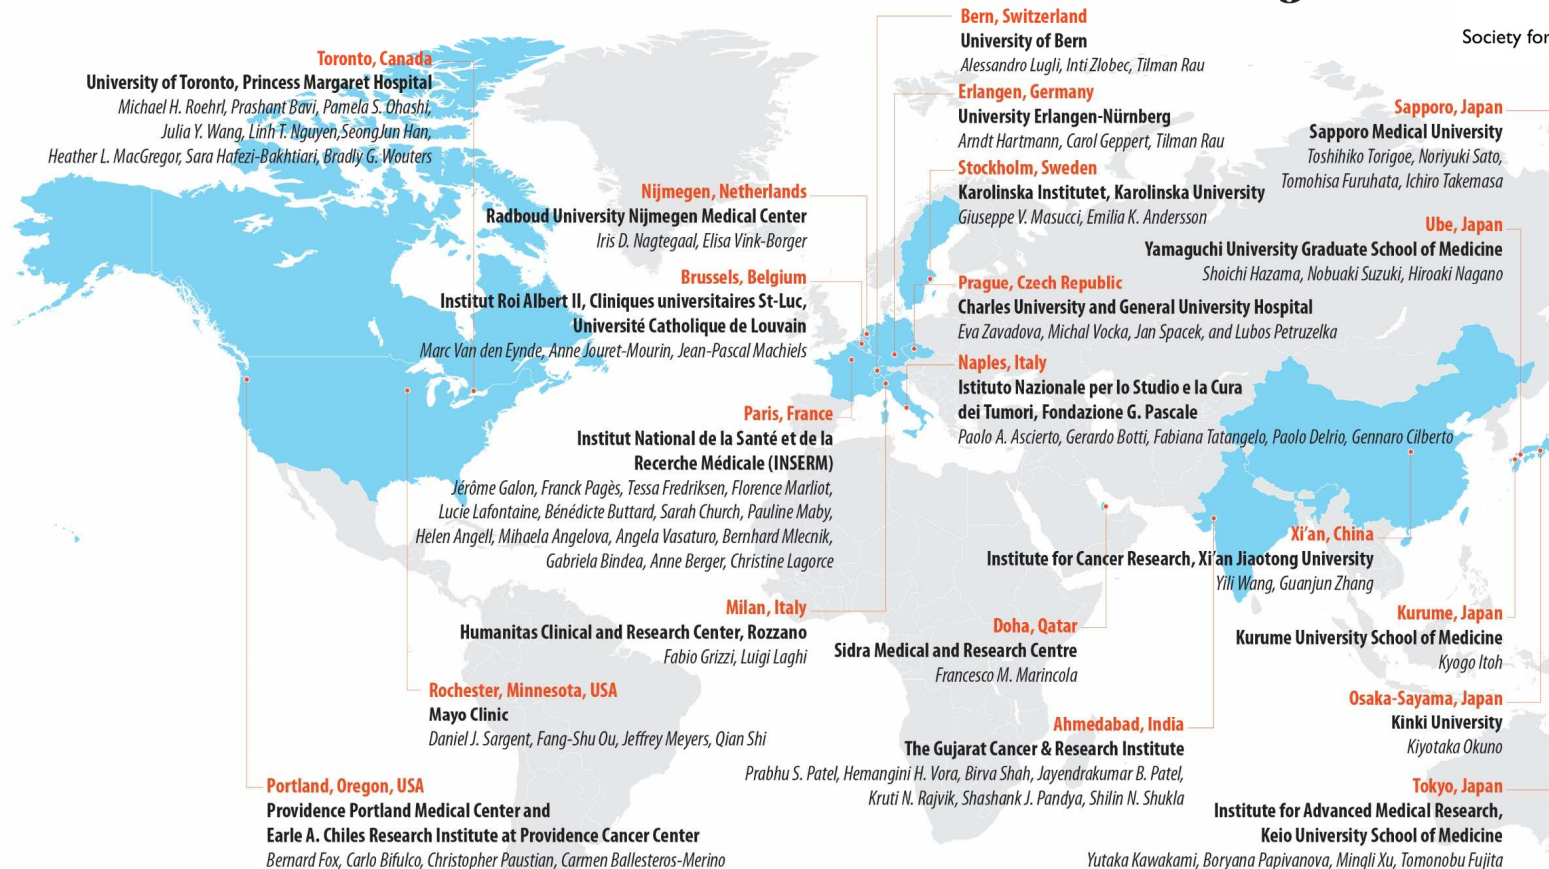 Society for
Toronto, Canada
University of Toronto, Princess Margaret Hospital
Michael H. Roehrl, Prashant Bavi, Pamela S. Ohashi,
Julia Y. Wang, Linh T. Nguyen,SeongJun Han,
Heather L. MacGregor, Sara Hafezi-Bakhtiari, Bradly G. Wouters
Nijmegen, Netherlands
Radboud University Nijmegen Medical Center
Iris D. Nagtegaal, Elisa Vink-Borger
Brussels, Belgium
Institut Roi Albert II, Cliniques universitaires St-Luc,
Université Catholique de Louvain
Marc Van den Eynde, Anne Jouret-Mourin, Jean-Pascal Machiels
Paris, France
Institut National de la Santé et de la
Recerche Médicale (INSERM)
Jérôme Galon, Franck Pagès, Tessa Fredriksen, Florence Marliot,
Lucie Lafontaine, Bénédicte Buttard, Sarah Church, Pauline Maby,
Helen Angell, Mihaela Angelova, Angela Vasaturo, Bernhard Mlecnik,
Gabriela Bindea, Anne Berger, Christine Lagorce
Milan, Italy
Humanitas Clinical and Research Center, Rozzano
Fabio Grizzi, Luigi Laghi
Rochester, Minnesota, USA
Mayo Clinic
Daniel J. Sargent, Fang-Shu Ou, Jeffrey Meyers, Qian Shi
Portland, Oregon, USA
Providence Portland Medical Center and
Earle A. Chiles Research Institute at Providence Cancer Center
Bernard Fox, Carlo Bifulco, Christopher Paustian, Carmen Ballesteros-Merino
Bern, Switzerland
University of Bern
Alessandro Lugli, Inti Zlobec, Tilman Rau
Erlangen, Germany
University Erlangen-Nürnberg
Arndt Hartmann, Carol Geppert, Tilman Rau
Stockholm, Sweden
Karolinska Institutet, Karolinska University
Giuseppe V. Masucci, Emilia K. Andersson
Prague, Czech Republic
Charles University and General University Hospital
Eva Zavadova, Michal Vocka, Jan Spacek, and Lubos Petruzelka
Naples, Italy
Istituto Nazionale per lo Studio e la Cura
dei Tumori, Fondazione G. Pascale
Paolo A. Ascierto, Gerardo Botti, Fabiana Tatangelo, Paolo Delrio, Gennaro Cilberto
Sapporo, Japan
Sapporo Medical University
Toshihiko Torigoe, Noriyuki Sato,
Tomohisa Furuhata, Ichiro Takemasa
Ube, Japan
Yamaguchi University Graduate School of Medicine
Shoichi Hazama, Nobuaki Suzuki, Hiroaki Nagano
Xi'an, China
Institute for Cancer Research, Xi'an Jiaotong University
Yili Wang, Guanjun Zhang
Doha, Qatar
Sidra Medical and Research Centre
Francesco M. Marincola
Kurume, Japan
Kurume University School of Medicine
Kyogo Itoh
Osaka-Sayama, Japan
Kinki University
Kiyotaka Okuno
Ahmedabad, India
The Gujarat Cancer & Research Institute
Prabhu S. Patel, Hemangini H. Vora, Birva Shah, Jayendrakumar B. Patel,
Kruti N. Rajvik, Shashank J. Pandya, Shilin N. Shukla
Tokyo, Japan
Institute for Advanced Medical Research,
Keio University School of Medicine
Yutaka Kawakami, Boryana Papivanova, Mingli Xu, Tomonobu Fujita